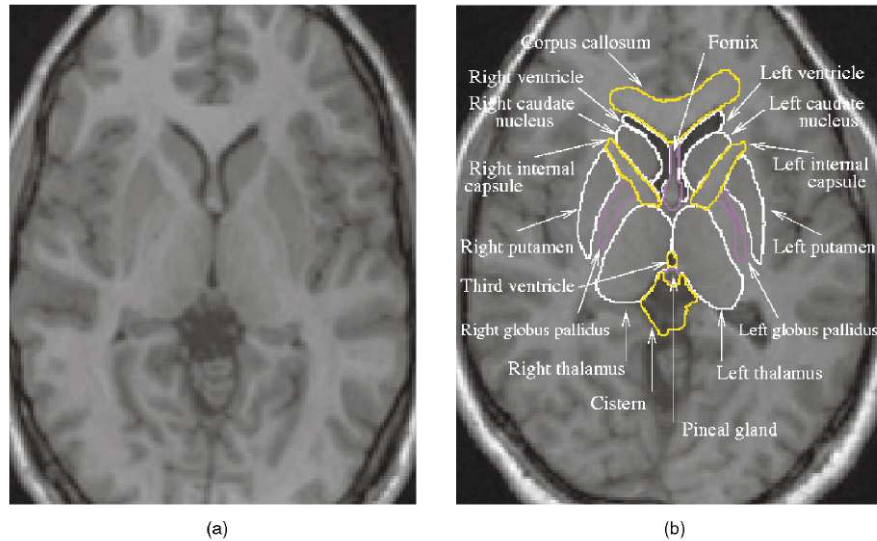 Corpus callosum
Fornix
Right ventricle
Left ventricle
Right caudate
nucleus
Left caudate
nucleus
Right internal
capsule
Left internal
capsule
Right putamen
Left putamen
Third ventricle
Right globus pallidus
Left globus pallidus
Right thalamus
Left thalamus
Cistern
Pineal gland
(a)
(b)